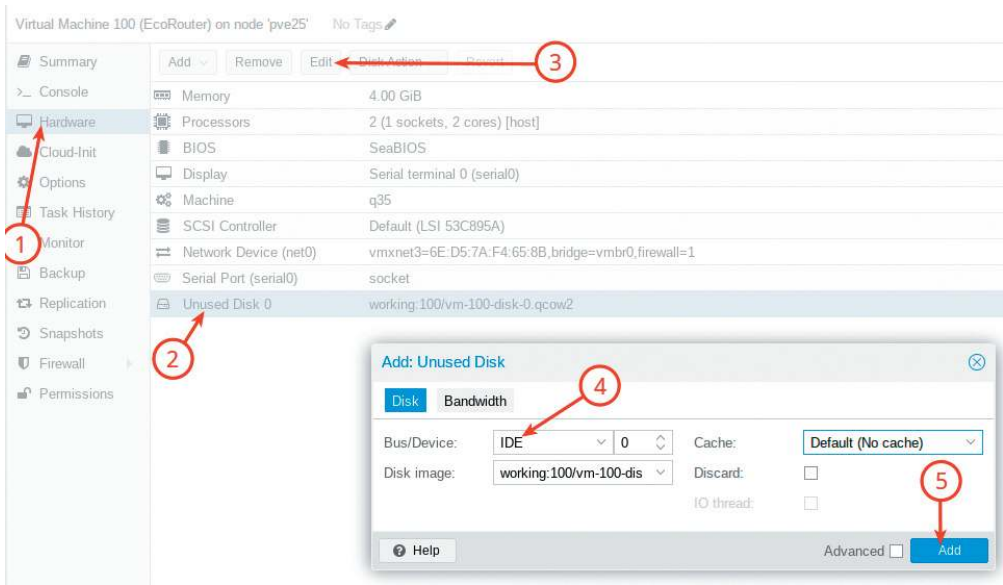 Virtual Machine 100 (EcoRouter) on node 'pve25' No Tags
Summary
Console
Hardware
Cloud-Init
Options
Task History
Monitor
Backup
Replication
Snapshots
Firewall
Permissions
Add Remove Edit Disk Action Revert
Memory 4.00 GiB
Processors 2 (1 sockets, 2 cores) [host]
BIOS SeaBIOS
Display Serial terminal 0 (serial0)
Machine q35
SCSI Controller Default (LSI 53C895A)
Network Device (net0) vmxnet3=6E:D5:7A:F4:65:8B,bridge=vmbr0,firewall=1
Serial Port (serial0) socket
Unused Disk 0 working:100/vm-100-disk-0.qcow2
1
2
3
Add: Unused Disk
4
Disk Bandwidth
Bus/Device: IDE 0 Cache: Default (No cache)
Disk image: working:100/vm-100-dis Discard:
5
IO thread:
Help Advanced Add